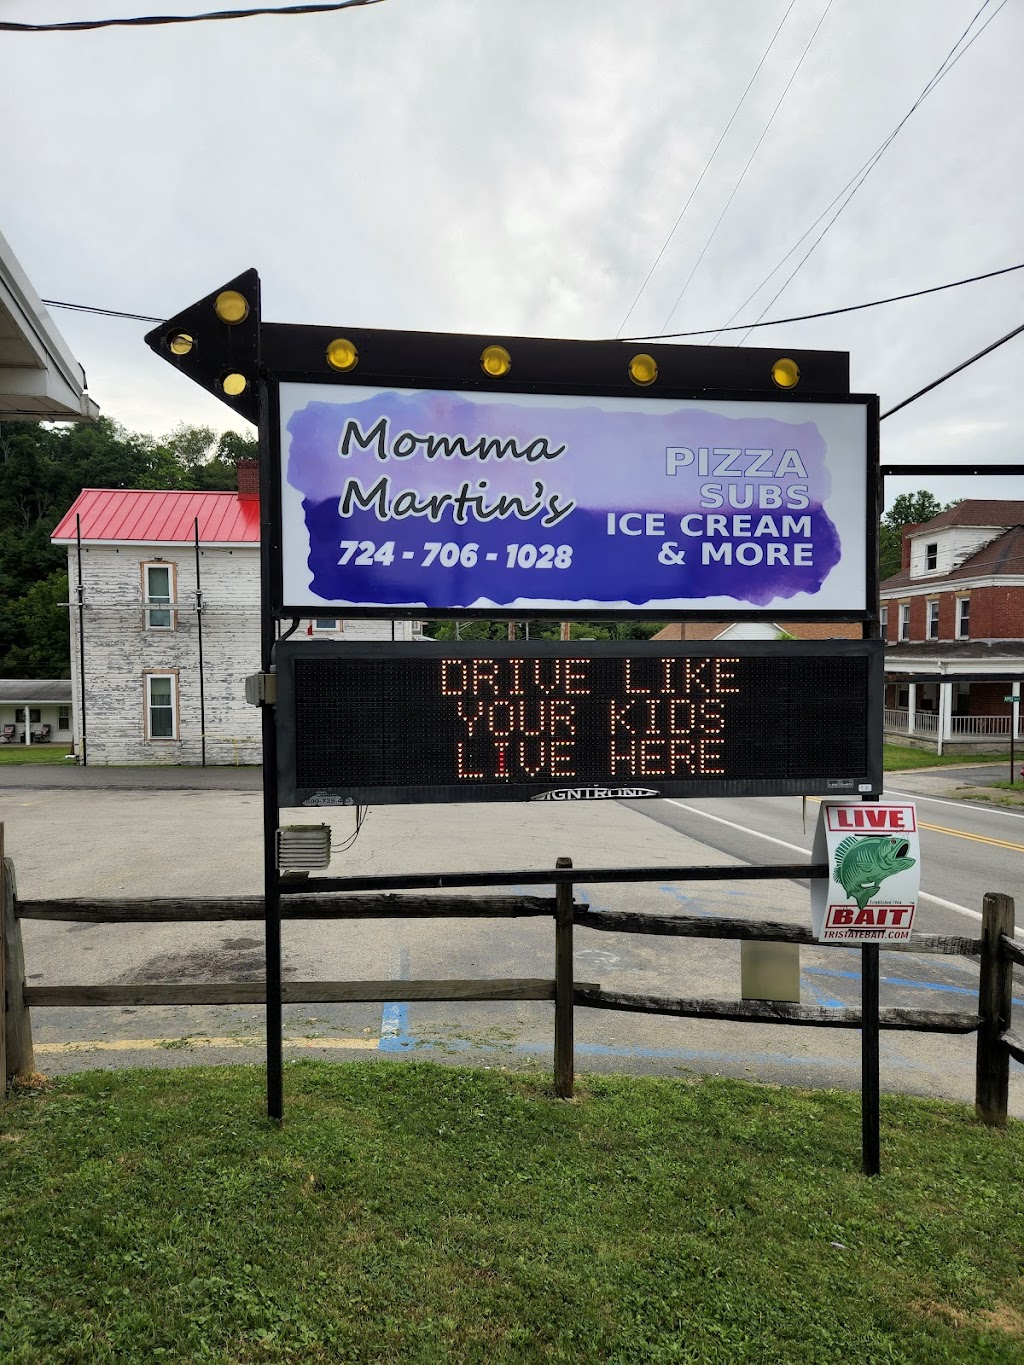 Momma
Martin's
724 - 706 - 1028
PIZZA
SUBS
ICE CREAM
& MORE
DRIVE LIKE
YOUR KIDS
LIVE HERE
SIGNTRONIX
LIVE
BAIT
TRISTATEBAIT.COM